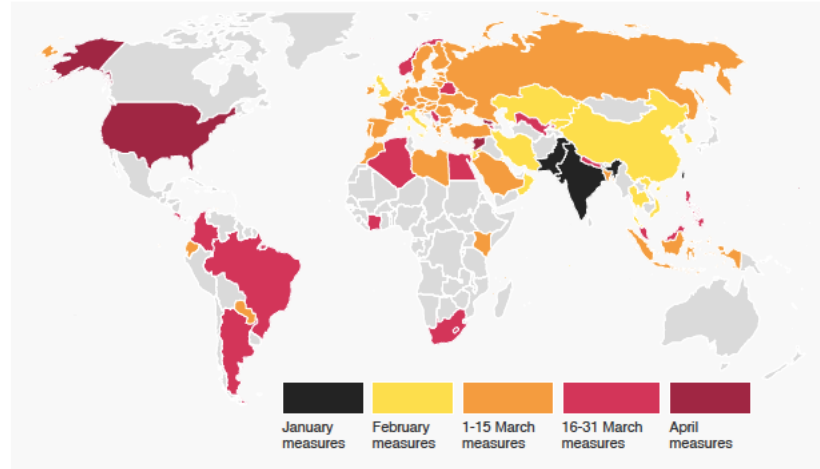 January
measures
February
measures
1-15 March
measures
16-31 March
measures
April
measures